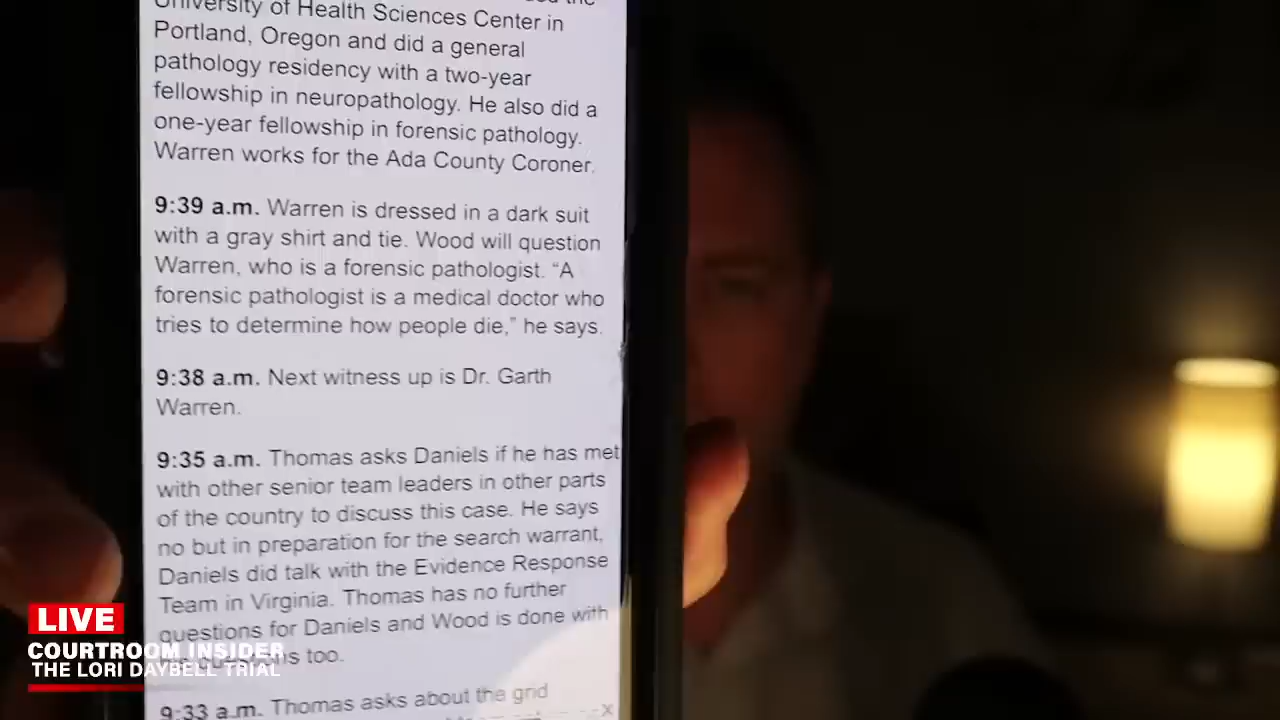 University of Health Sciences Center in
Portland, Oregon and did a general
pathology residency with a two-year
fellowship in neuropathology. He also did a
one-year fellowship in forensic pathology.
Warren works for the Ada County Coroner.
9:39 a.m. Warren is dressed in a dark suit
with a gray shirt and tie. Wood will question
Warren, who is a forensic pathologist. “A
forensic pathologist is a medical doctor who
tries to determine how people die,” he says.
9:38 a.m. Next witness up is Dr. Garth
Warren.
9:35 a.m. Thomas asks Daniels if he has met
with other senior team leaders in other parts
of the country to discuss this case. He says
no but in preparation for the search warrant,
Daniels did talk with the Evidence Response
Team in Virginia. Thomas has no further
questions for Daniels and Wood is done with
too.
9:33 a.m. Thomas asks about the grid
LIVE
COURTROOM INSIDER
THE LORI DAYBELL TRIAL